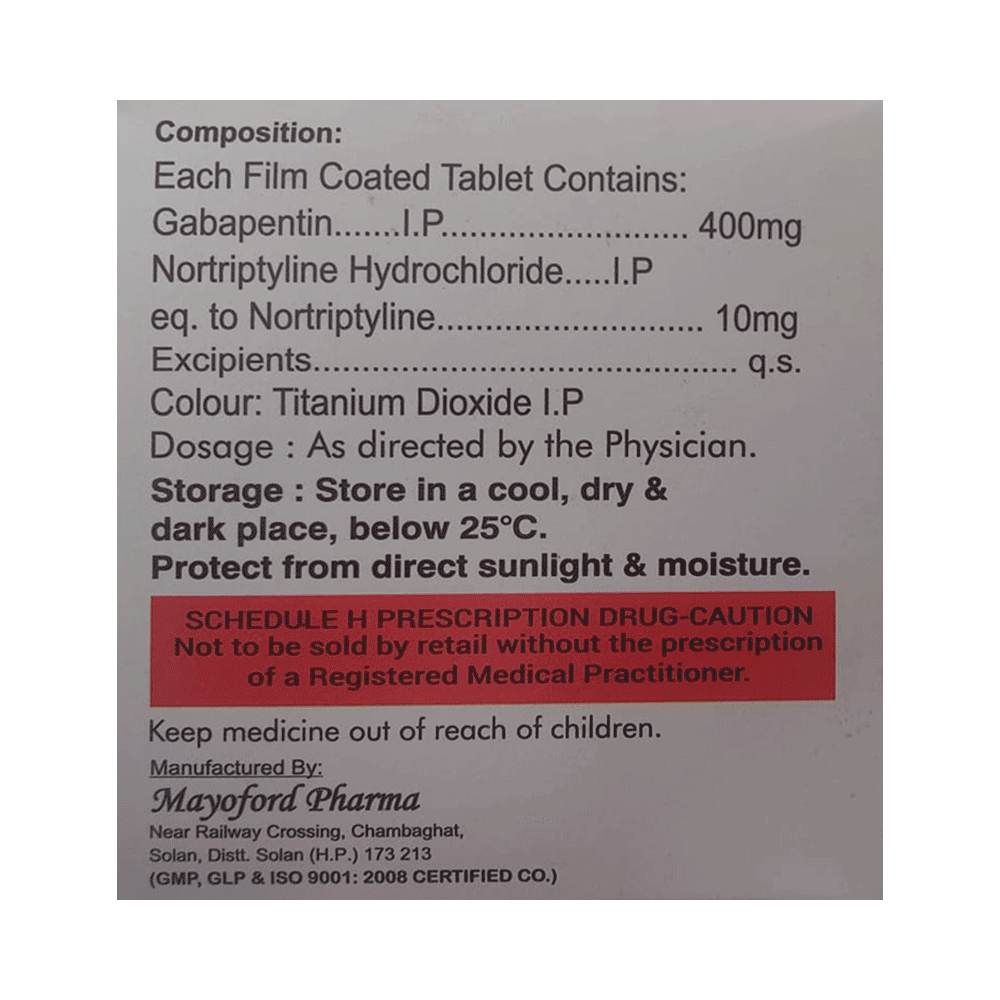 Composition:
Each Film Coated Tablet Contains:
Gabapentin.......I.P.......................... 400mg
Nortriptyline Hydrochloride.....I.P
eq. to Nortriptyline............................ 10mg
Excipients............................................. q.s.
Colour: Titanium Dioxide I.P
Dosage : As directed by the Physician.
Storage : Store in a cool, dry &
dark place, below 25°C.
Protect from direct sunlight & moisture.
SCHEDULE H PRESCRIPTION DRUG-CAUTION
Not to be sold by retail without the prescription
of a Registered Medical Practitioner.
Keep medicine out of reach of children.
Manufactured By:
Mayoford Pharma
Near Railway Crossing, Chambaghat,
Solan, Distt. Solan (H.P.) 173 213
(GMP, GLP & ISO 9001: 2008 CERTIFIED CO.)